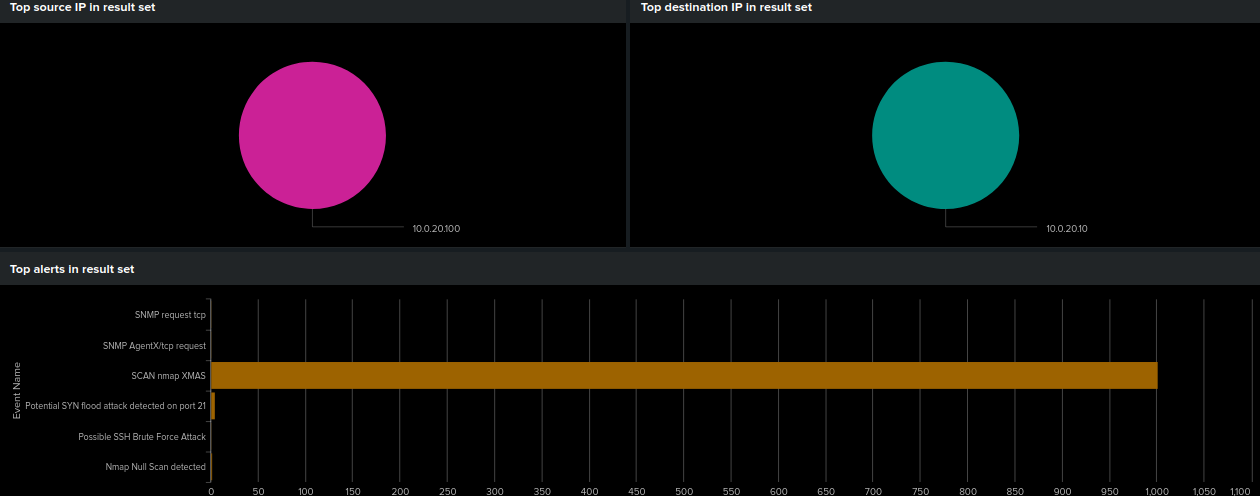 Top source IP in result set
Top destination IP in result set
10.0.20.100
10.0.20.10
Top alerts in result set
Event Name
SNMP request tcp
SNMP AgentX/tcp request
SCAN nmap XMAS
Potential SYN flood attack detected on port 21
Possible SSH Brute Force Attack
Nmap Null Scan detected
0 50 100 150 200 250 300 350 400 450 500 550 600 650 700 750 800 850 900 950 1,000 1,050 1,100